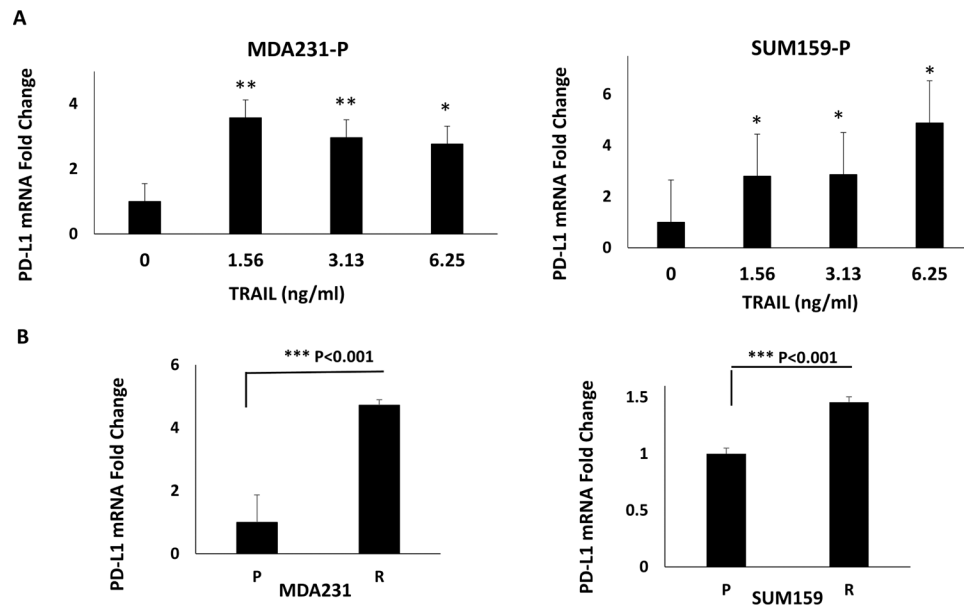 A
MDA231-P
PD-L1 mRNA Fold Change
4
2
0
**
**
*
0 1.56 3.13 6.25
TRAIL (ng/ml)
SUM159-P
PD-L1 mRNA Fold Change
6
4
2
0
*
*
*
0 1.56 3.13 6.25
TRAIL (ng/ml)
B
*** P<0.001
PD-L1 mRNA Fold Change
6
4
2
0
P R
MDA231
*** P<0.001
PD-L1 mRNA Fold Change
1.5
1
0.5
0
P R
SUM159